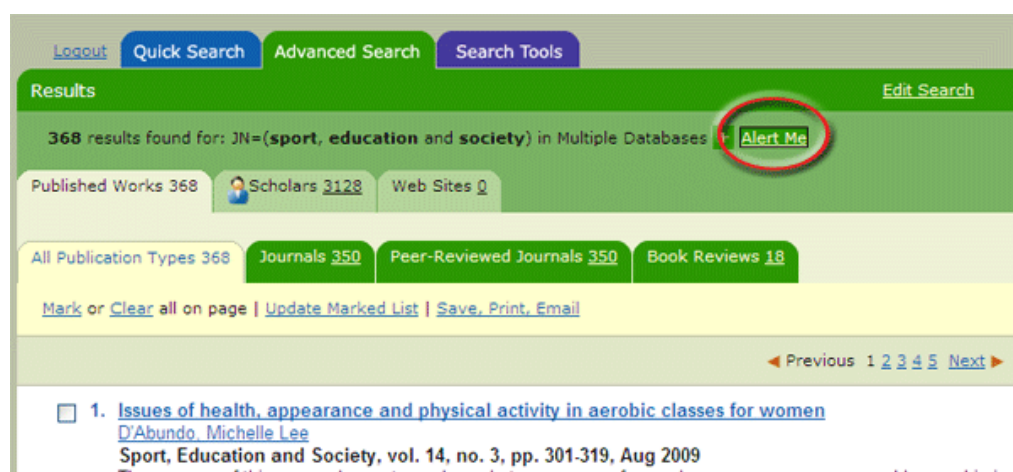 Logout Quick Search Advanced Search Search Tools
Results Edit Search
368 results found for: JN=(sport, education and society) in Multiple Databases Alert Me
Published Works 368 Scholars 3128 Web Sites 0
All Publication Types 368 Journals 350 Peer-Reviewed Journals 350 Book Reviews 18
Mark or Clear all on page | Update Marked List | Save, Print, Email
Previous 1 2 3 4 5 Next
1. Issues of health, appearance and physical activity in aerobic classes for women
D'Abundo, Michelle Lee
Sport, Education and Society, vol. 14, no. 3, pp. 301-319, Aug 2009